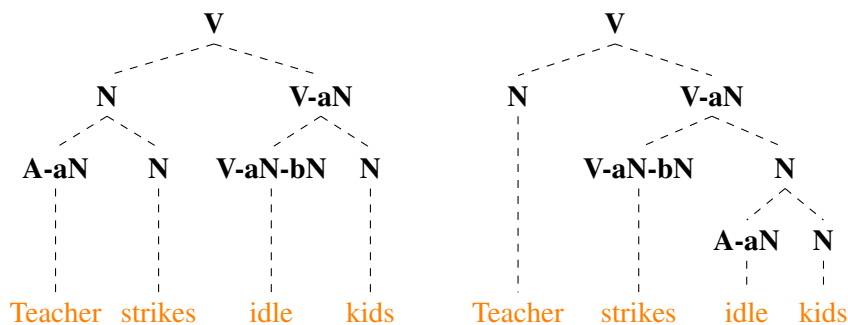 V V
N V-aN N V-aN
A-aN N V-aN-bN N V-aN-bN N
A-aN N
Teacher strikes idle kids Teacher strikes idle kids